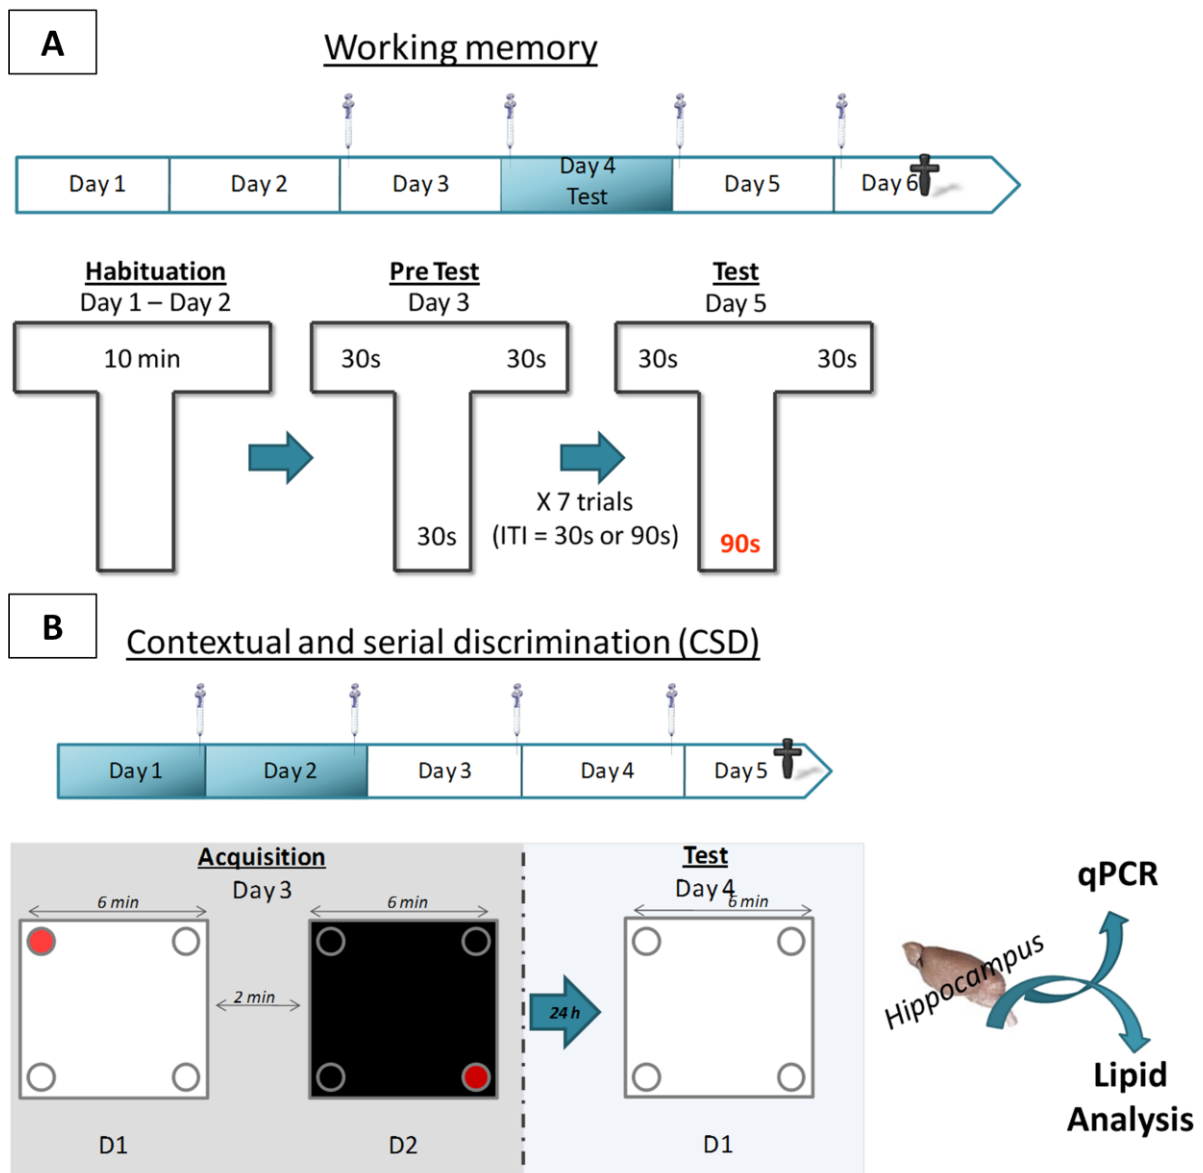 A
Working memory
Day 1
Day 2
Day 3
Day 4
Test
Day 5
Day 6
Habituation
Day 1 – Day 2
10 min
Pre Test
Day 3
30s
30s
30s
X 7 trials
(ITI = 30s or 90s)
Test
Day 5
30s
30s
90s
B
Contextual and serial discrimination (CSD)
Day 1
Day 2
Day 3
Day 4
Day 5
Acquisition
Day 3
6 min
6 min
2 min
D1
D2
24 h
Test
Day 4
6 min
D1
Hippocampus
qPCR
Lipid
Analysis